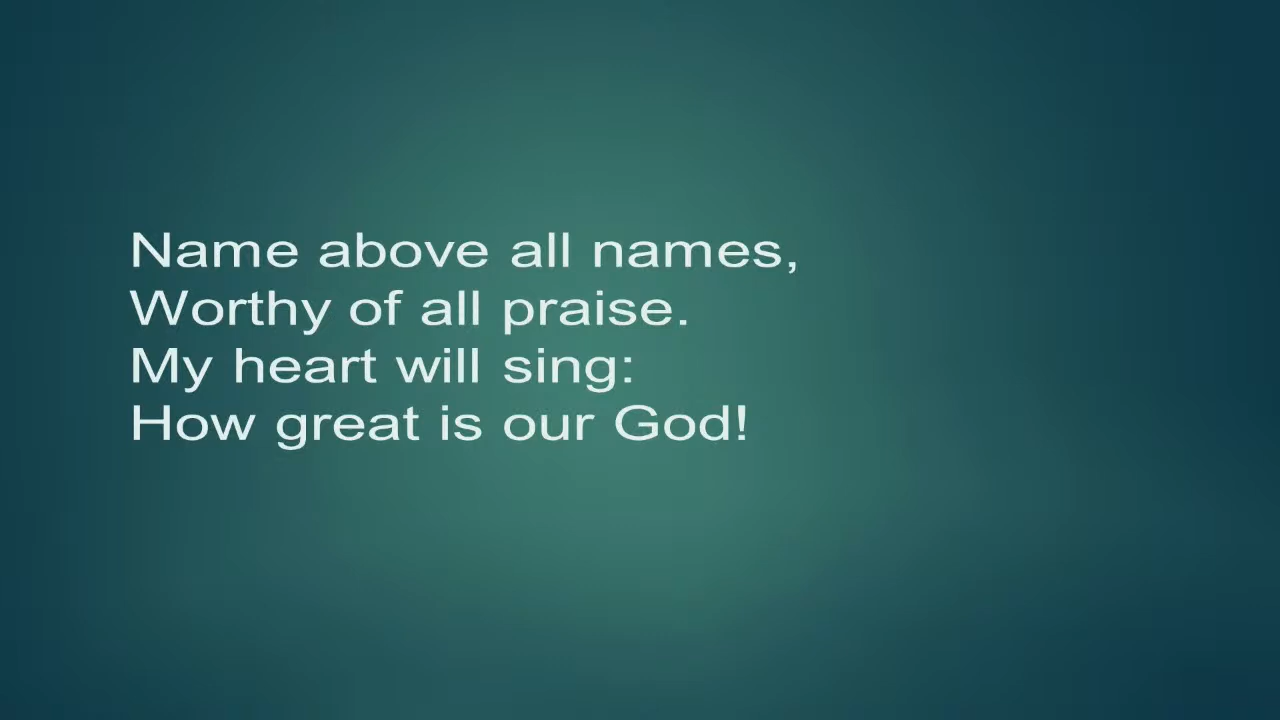 Name above all names,
Worthy of all praise.
My heart will sing:
How great is our God!